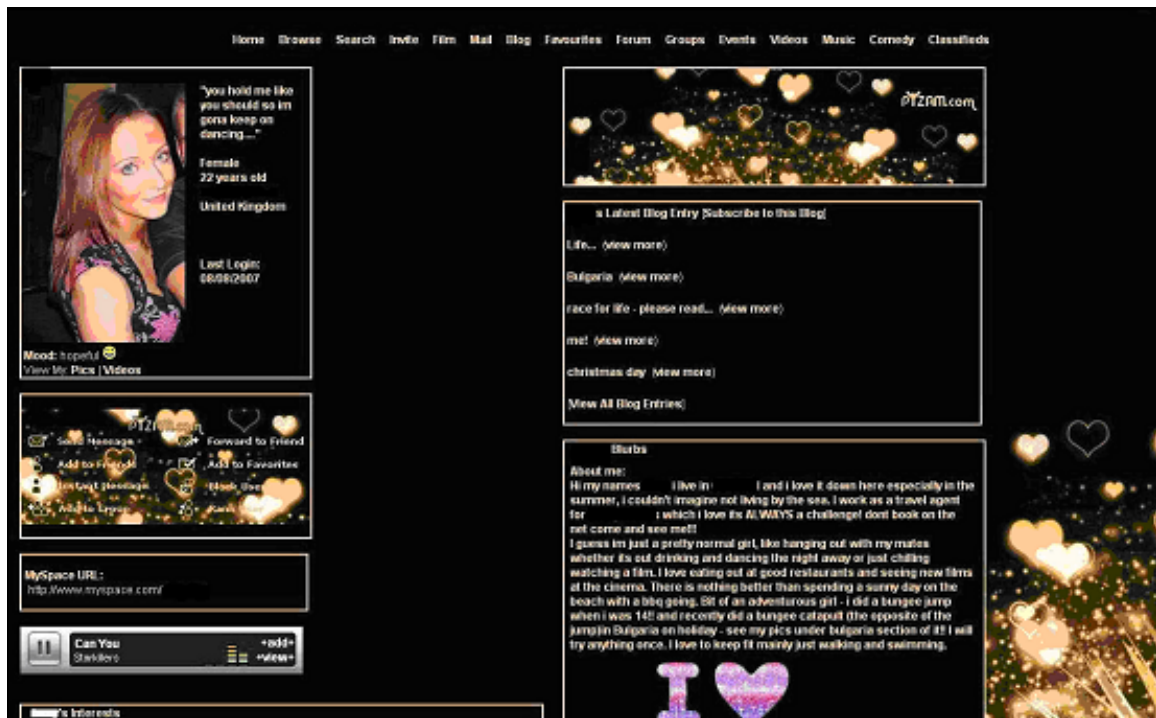 Home Browse Search Invite Film Mail Blog Favourites Forum Groups Events Videos Music Comedy Classifieds
"you hold me like
you should so im
gona keep on
dancing...."
Female
22 years old
United Kingdom
Last Login:
08/08/2007
Mood: hopeful
View My: Pics | Videos
PYZAM.com
Send Message Forward to Friend
Add to Friends Add to Favorites
Instant Message Block User
Add to Group Rank User
MySpace URL:
http://www.myspace.com/
Can You +add+
Starkillers +view+
's Interests
PYZAM.com
s Latest Blog Entry [Subscribe to this Blog]
Life... (view more)
Bulgaria (view more)
race for life - please read... (view more)
me! (view more)
christmas day (view more)
[View All Blog Entries]
Blurbs
About me:
Hi my names i live in l and i love it down here especially in the
summer, i couldn't imagine not living by the sea. I work as a travel agent
for : which i love its ALWAYS a challenge! dont book on the
net come and see me!!!
I guess im just a pretty normal girl, like hanging out with my mates
whether its out drinking and dancing the night away or just chilling
watching a film. I love eating out at good restaurants and seeing new films
at the cinema. There is nothing better than spending a sunny day on the
beach with a bbq going. Bit of an adventurous girl - i did a bungee jump
when i was 14!! and recently did a bungee catapult (the opposite of the
jump)in Bulgaria on holiday - see my pics under bulgaria section of it!! I will
try anything once. I love to keep fit mainly just walking and swimming.
I